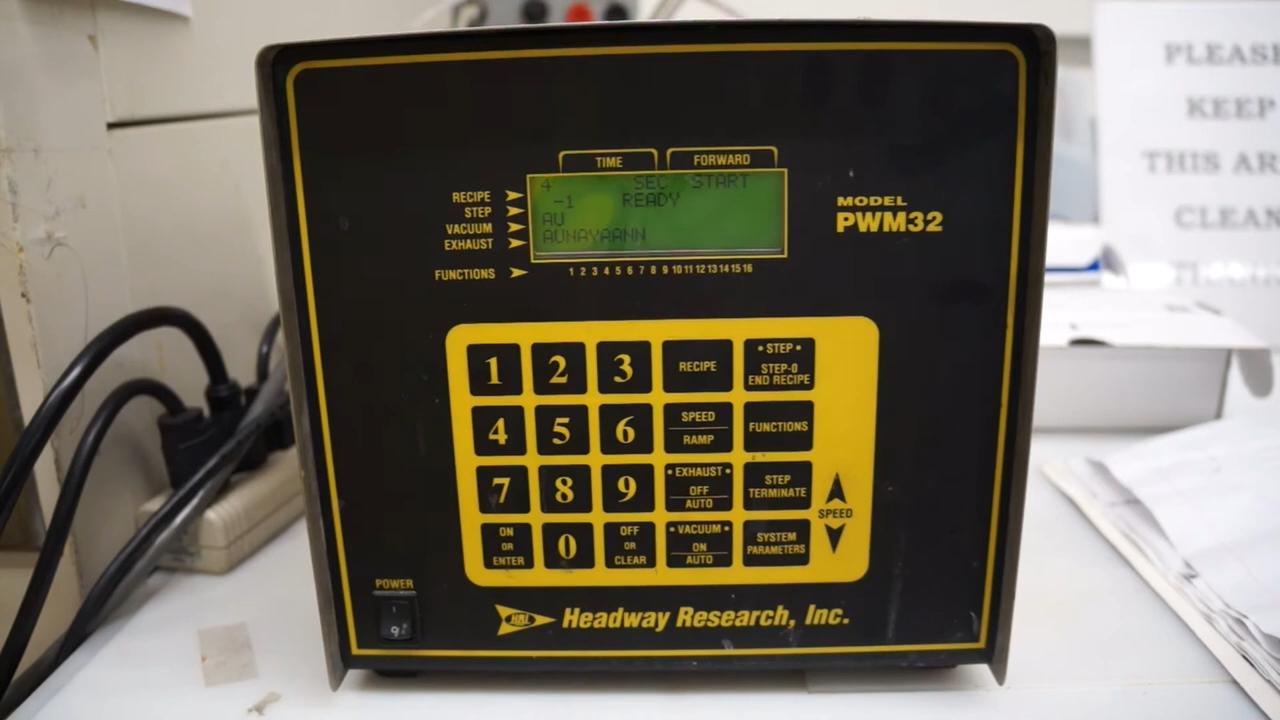 TIME FORWARD
RECIPE 4 SEC START
STEP -1 READY
VACUUM AV
EXHAUST AUNAYAANN
FUNCTIONS 1 2 3 4 5 6 7 8 9 10 11 12 13 14 15 16
MODEL
PWM32
1 2 3 RECIPE • STEP •
STEP-0
END RECIPE
4 5 6 SPEED
RAMP
FUNCTIONS
7 8 9 • EXHAUST •
OFF
AUTO
STEP
TERMINATE
SPEED
ON
OR
ENTER
0
OFF
OR
CLEAR
• VACUUM •
ON
AUTO
SYSTEM
PARAMETERS
POWER
HRI Headway Research, Inc.
PLEASE
KEEP
THIS AR
CLEAN